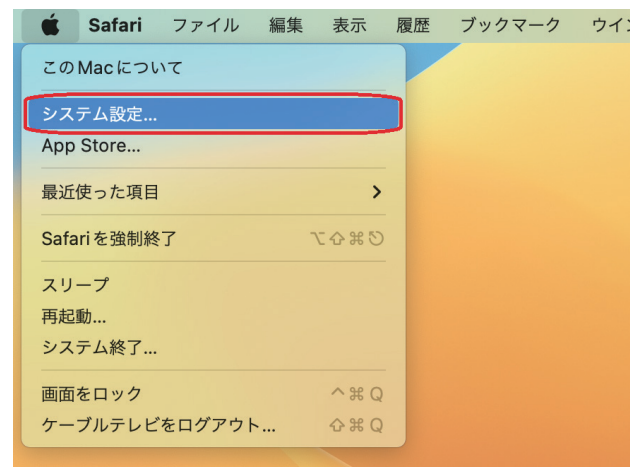 Safari ファイル 編集 表示 履歴 ブックマーク ウイ
このMacについて
システム設定...
App Store...
最近使った項目
Safariを強制終了 ⌥⇧⌘⎋
スリープ
再起動...
システム終了...
画面をロック ^⌘Q
ケーブルテレビをログアウト... ⇧⌘Q